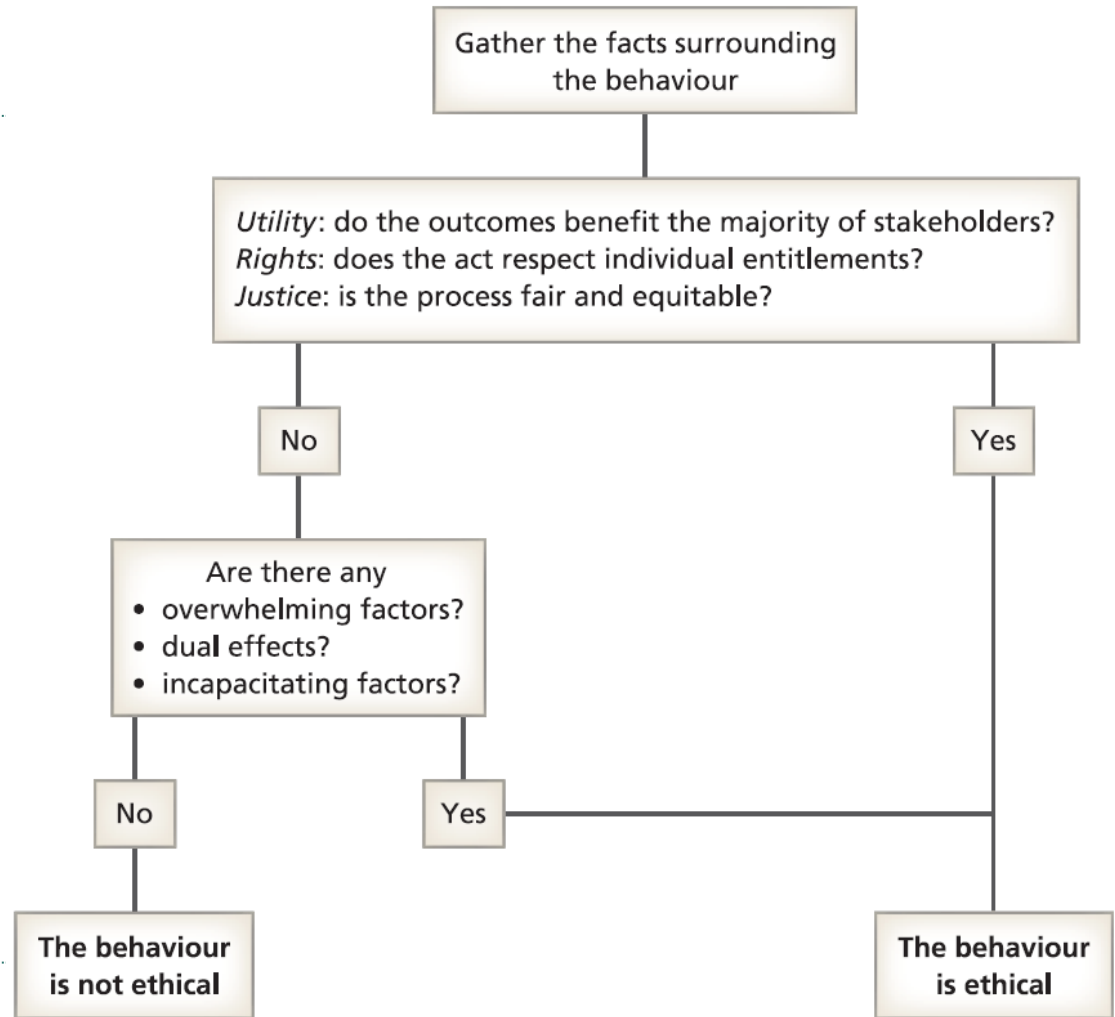 Gather the facts surrounding
the behaviour
Utility: do the outcomes benefit the majority of stakeholders?
Rights: does the act respect individual entitlements?
Justice: is the process fair and equitable?
No
Yes
Are there any
• overwhelming factors?
• dual effects?
• incapacitating factors?
No
Yes
The behaviour
is not ethical
The behaviour
is ethical